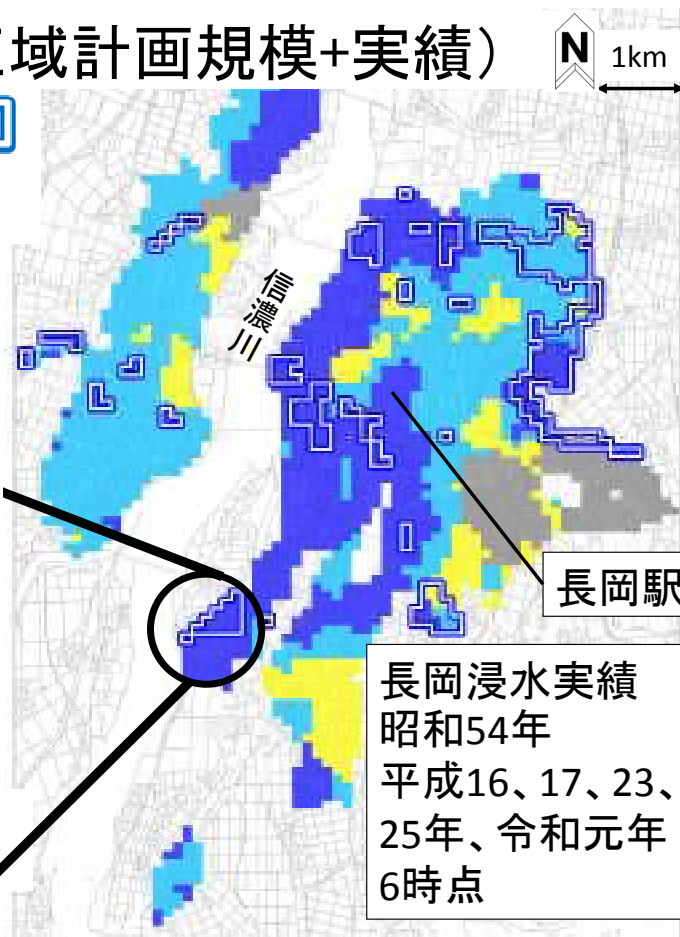 域計画規模+実績)
N
1km
信濃川
長岡駅
長岡浸水実績
昭和54年
平成16、17、23、
25年、令和元年
6時点